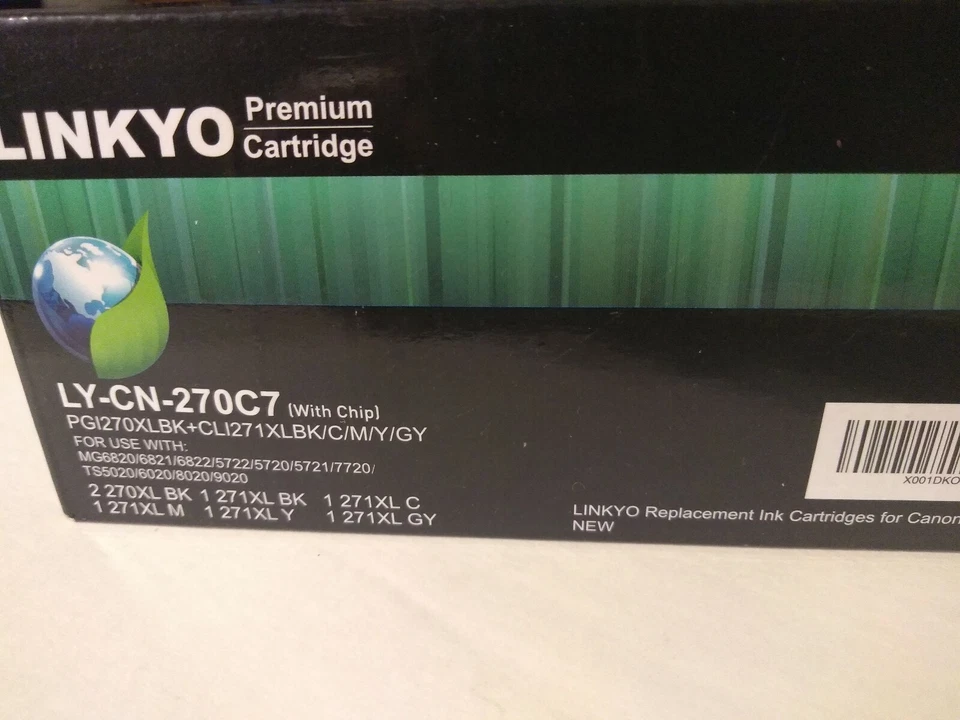 LINKYO Premium
Cartridge
LY-CN-270C7 (With Chip)
PGI270XLBK+CLI271XLBK/C/M/Y/GY
FOR USE WITH:
MG6820/6821/6822/5722/5720/5721/7720/
TS5020/6020/8020/9020
2 270XL BK 1 271XL BK 1 271XL C
1 271XL M 1 271XL Y 1 271XL GY
X001DKO
LINKYO Replacement Ink Cartridges for Canon
NEW